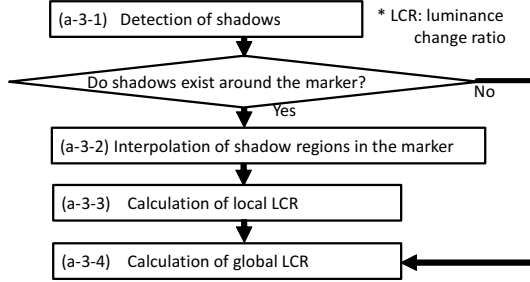 (a-3-1) Detection of shadows
* LCR: luminance
change ratio
Do shadows exist around the marker?
No
Yes
(a-3-2) Interpolation of shadow regions in the marker
(a-3-3) Calculation of local LCR
(a-3-4) Calculation of global LCR